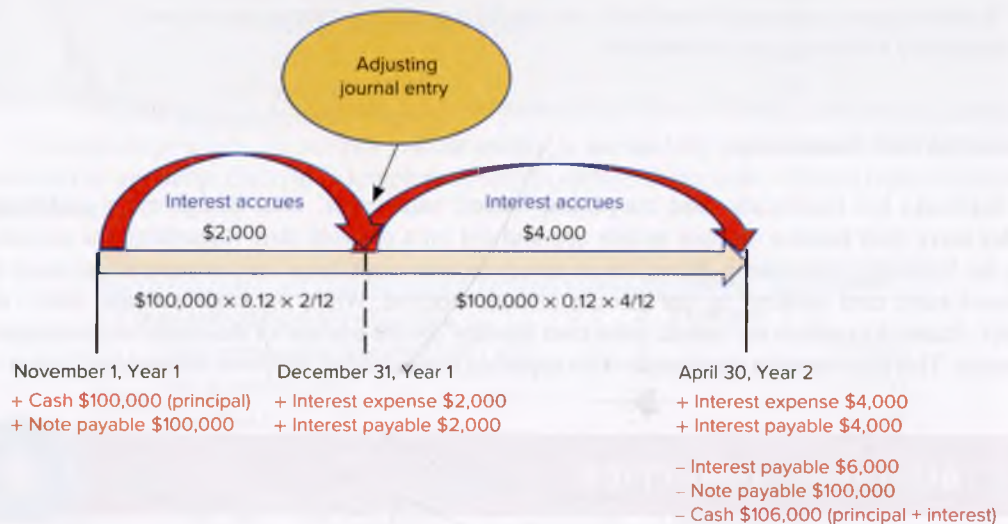 Adjusting
journal entry
Interest accrues
$2,000
$100,000 × 0.12 × 2/12
Interest accrues
$4,000
$100,000 × 0.12 × 4/12
November 1, Year 1
+ Cash $100,000 (principal)
+ Note payable $100,000
December 31, Year 1
+ Interest expense $2,000
+ Interest payable $2,000
April 30, Year 2
+ Interest expense $4,000
+ Interest payable $4,000
– Interest payable $6,000
– Note payable $100,000
– Cash $106,000 (principal + interest)